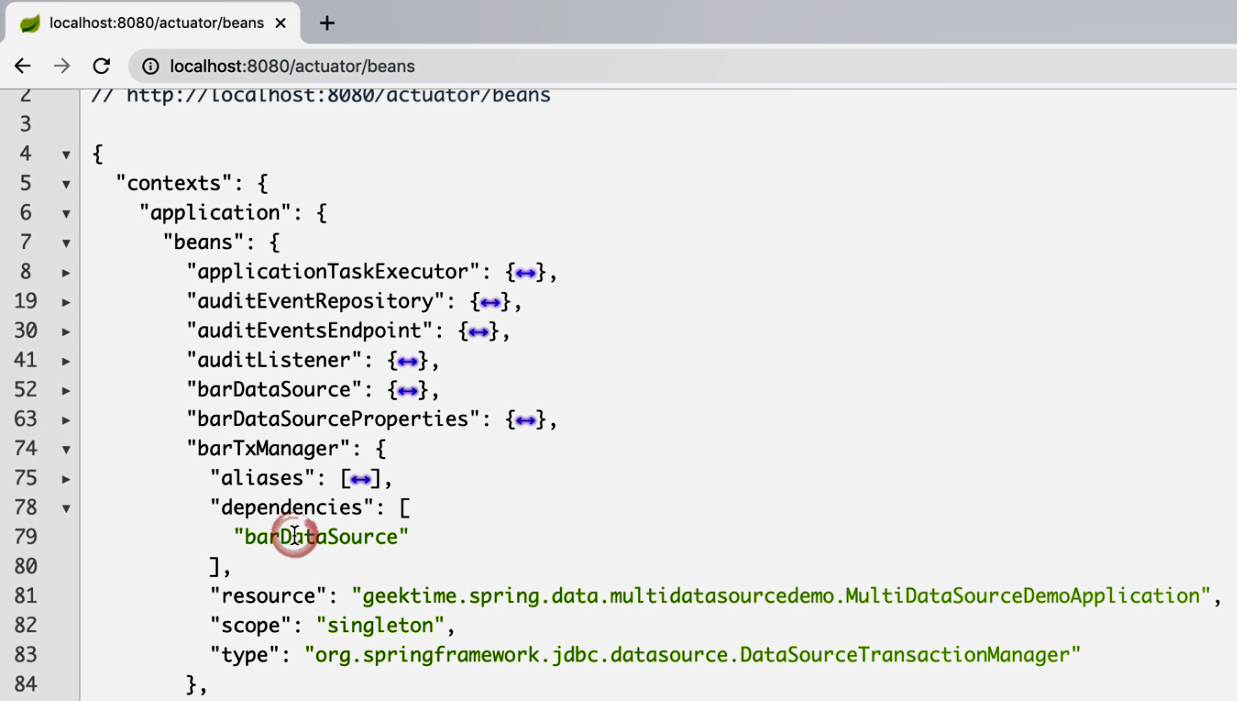 localhost:8080/actuator/beans
localhost:8080/actuator/beans
2 // http://localhost:8080/actuator/beans
3
4 {
5 "contexts": {
6 "application": {
7 "beans": {
8 "applicationTaskExecutor": {↔},
19 "auditEventRepository": {↔},
30 "auditEventsEndpoint": {↔},
41 "auditListener": {↔},
52 "barDataSource": {↔},
63 "barDataSourceProperties": {↔},
74 "barTxManager": {
75 "aliases": [↔],
78 "dependencies": [
79 "barDataSource"
80 ],
81 "resource": "geektime.spring.data.multidatasourcedemo.MultiDataSourceDemoApplication",
82 "scope": "singleton",
83 "type": "org.springframework.jdbc.datasource.DataSourceTransactionManager"
84 },